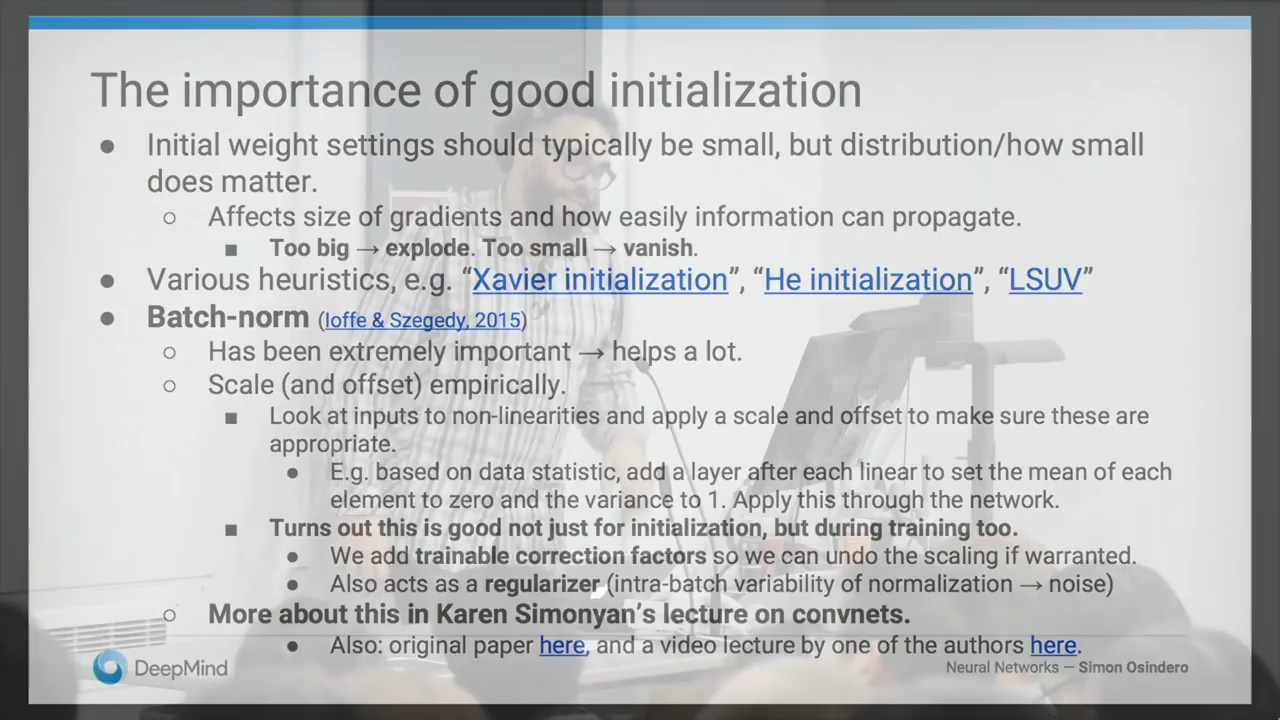 The importance of good initialization
● Initial weight settings should typically be small, but distribution/how small
does matter.
○ Affects size of gradients and how easily information can propagate.
■ Too big → explode. Too small → vanish.
● Various heuristics, e.g. “Xavier initialization”, “He initialization”, “LSUV”
● Batch-norm (Ioffe & Szegedy, 2015)
○ Has been extremely important → helps a lot.
○ Scale (and offset) empirically.
■ Look at inputs to non-linearities and apply a scale and offset to make sure these are
appropriate.
● E.g. based on data statistic, add a layer after each linear to set the mean of each
element to zero and the variance to 1. Apply this through the network.
■ Turns out this is good not just for initialization, but during training too.
● We add trainable correction factors so we can undo the scaling if warranted.
● Also acts as a regularizer (intra-batch variability of normalization → noise)
○ More about this in Karen Simonyan’s lecture on convnets.
● Also: original paper here, and a video lecture by one of the authors here.
DeepMind
Neural Networks — Simon Osindero